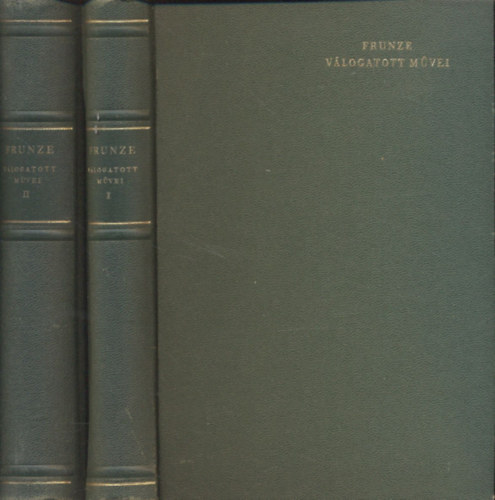 FRUNZE
VÁLOGATOTT
MŰVEI
II
FRUNZE
VÁLOGATOTT
MŰVEI
I
FRUNZE
VÁLOGATOTT MŰVEI